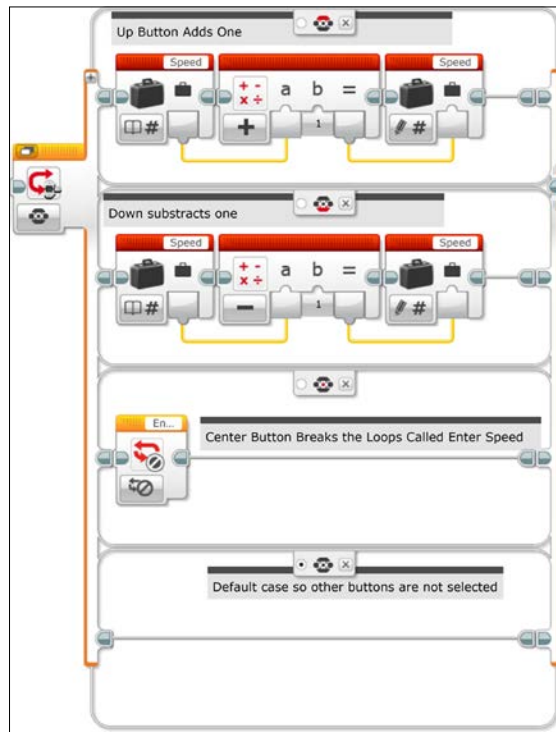 Up Button Adds One
Speed
Speed
a b =
1
#
#
Down substracts one
Speed
Speed
a b =
1
#
#
En...
Center Button Breaks the Loops Called Enter Speed
Default case so other buttons are not selected